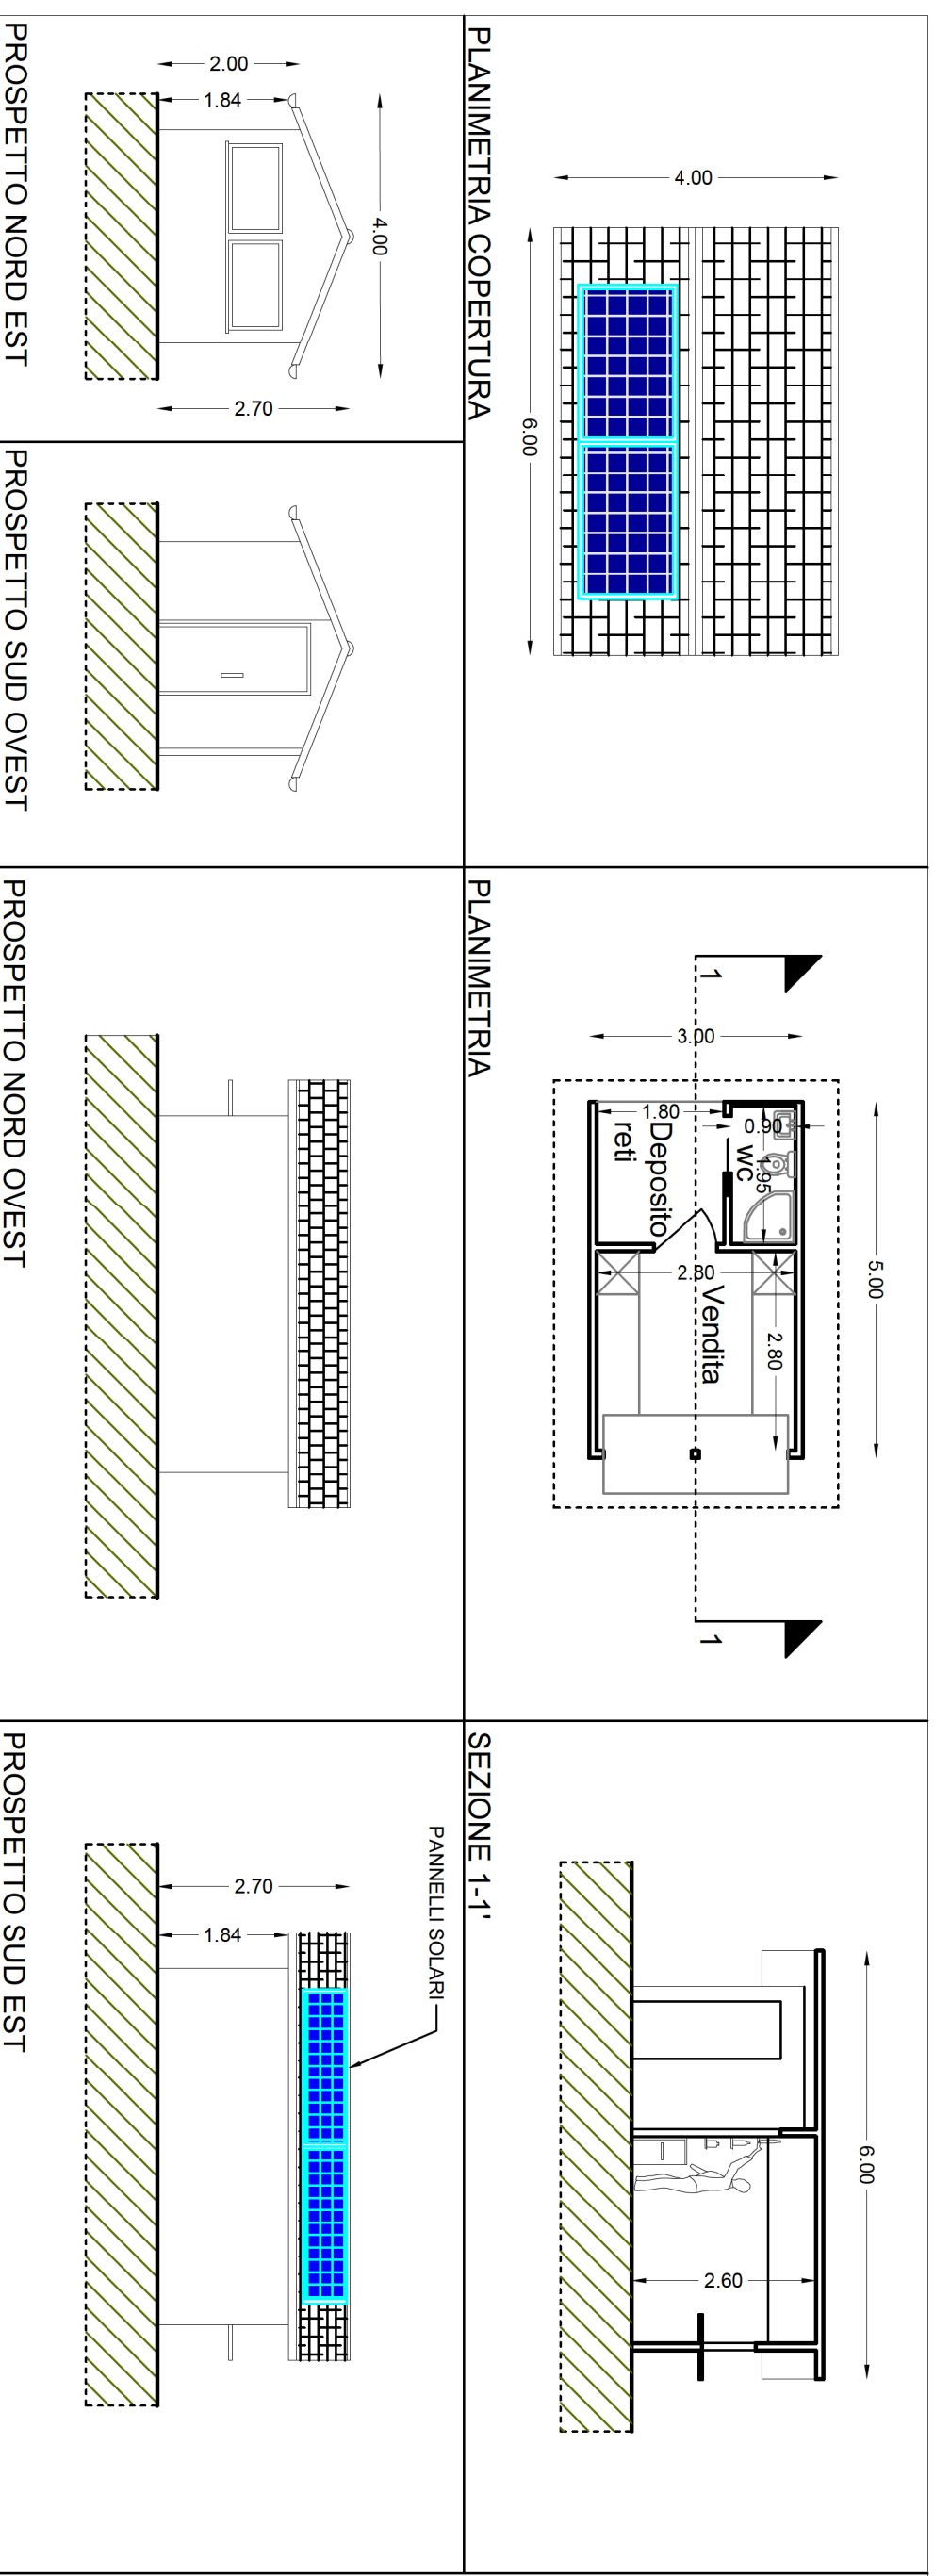 PLANIMETRIA COPERTURA
4.00
6.00
PLANIMETRIA
1
1
3.00
5.00
1.80
0.90
1.95
wc
Deposito
reti
2.80
2.80
Vendita
SEZIONE 1-1'
6.00
2.60
PROSPETTO NORD EST
2.00
1.84
4.00
2.70
PROSPETTO SUD OVEST
PROSPETTO NORD OVEST
PROSPETTO SUD EST
PANNELLI SOLARI
2.70
1.84